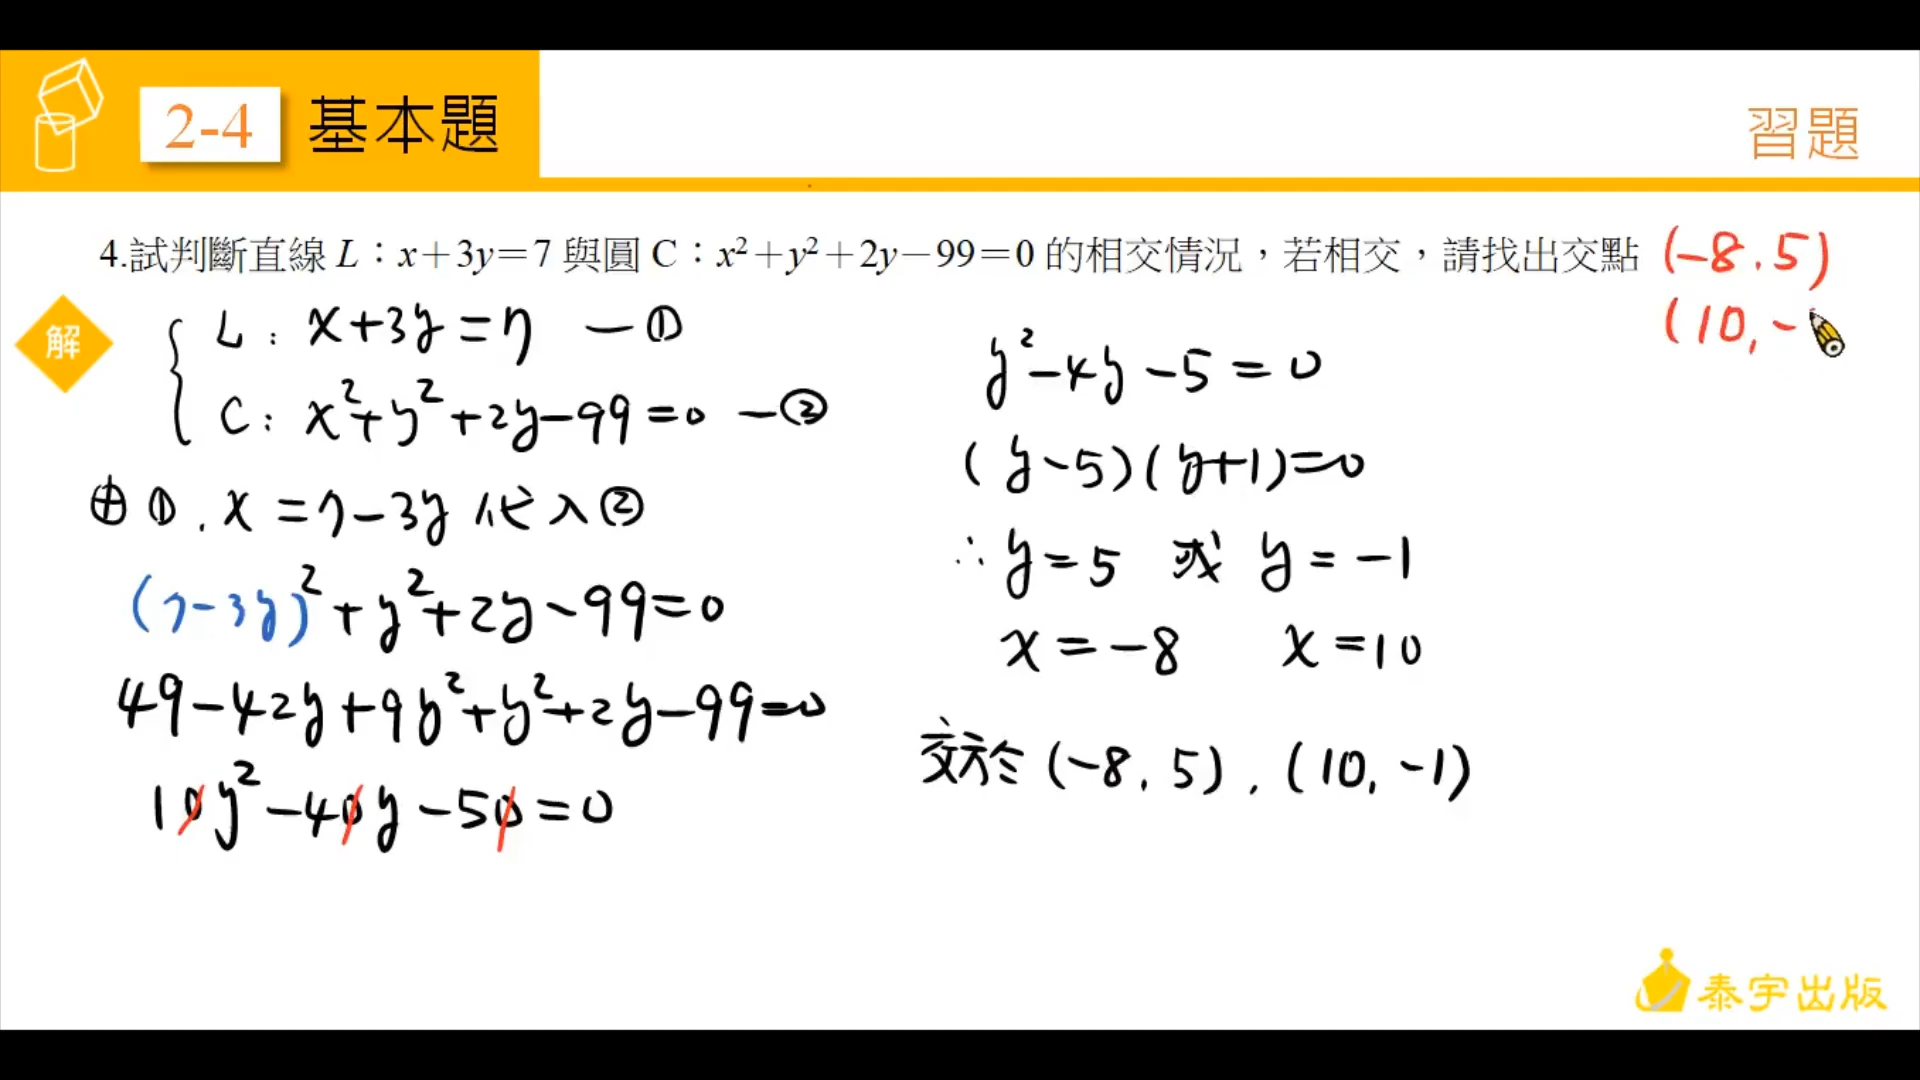 2-4 基本題
習題
4.試判斷直線 L：x＋3y＝7 與圓 C：x²＋y²＋2y－99＝0 的相交情況，若相交，請找出交點 (-8, 5)
(10, -
解
L: x+3y=7 —①
C: x²+y²+2y-99=0 —②
由①, x=7-3y 代入②
(7-3y)²+y²+2y-99=0
49-42y+9y²+y²+2y-99=0
10y²-40y-50=0
y²-4y-5=0
(y-5)(y+1)=0
∴ y=5 或 y=-1
x=-8 x=10
交於 (-8, 5), (10, -1)
泰宇出版